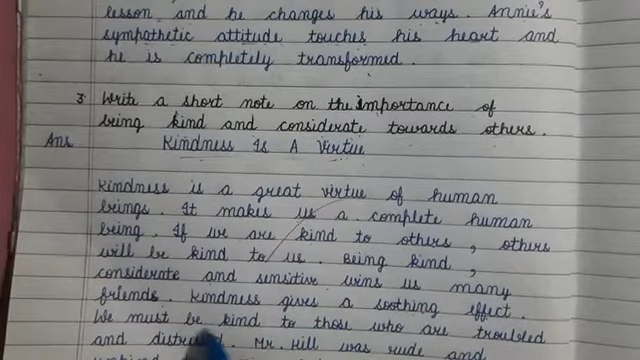 lesson and he changes his ways. Annie's
sympathetic attitude touches his heart and
he is completely transformed.
3 Write a short note on the importance of
being kind and considerate towards others.
Ans Kindness Is A Virtue
Kindness is a great virtue of human
beings. It makes us a complete human
being. If we are kind to others, others
will be kind to us. Being kind,
considerate and sensitive wins us many
friends. Kindness gives a soothing effect.
We must be kind to those who are troubled
and Mr. Hill was rude and